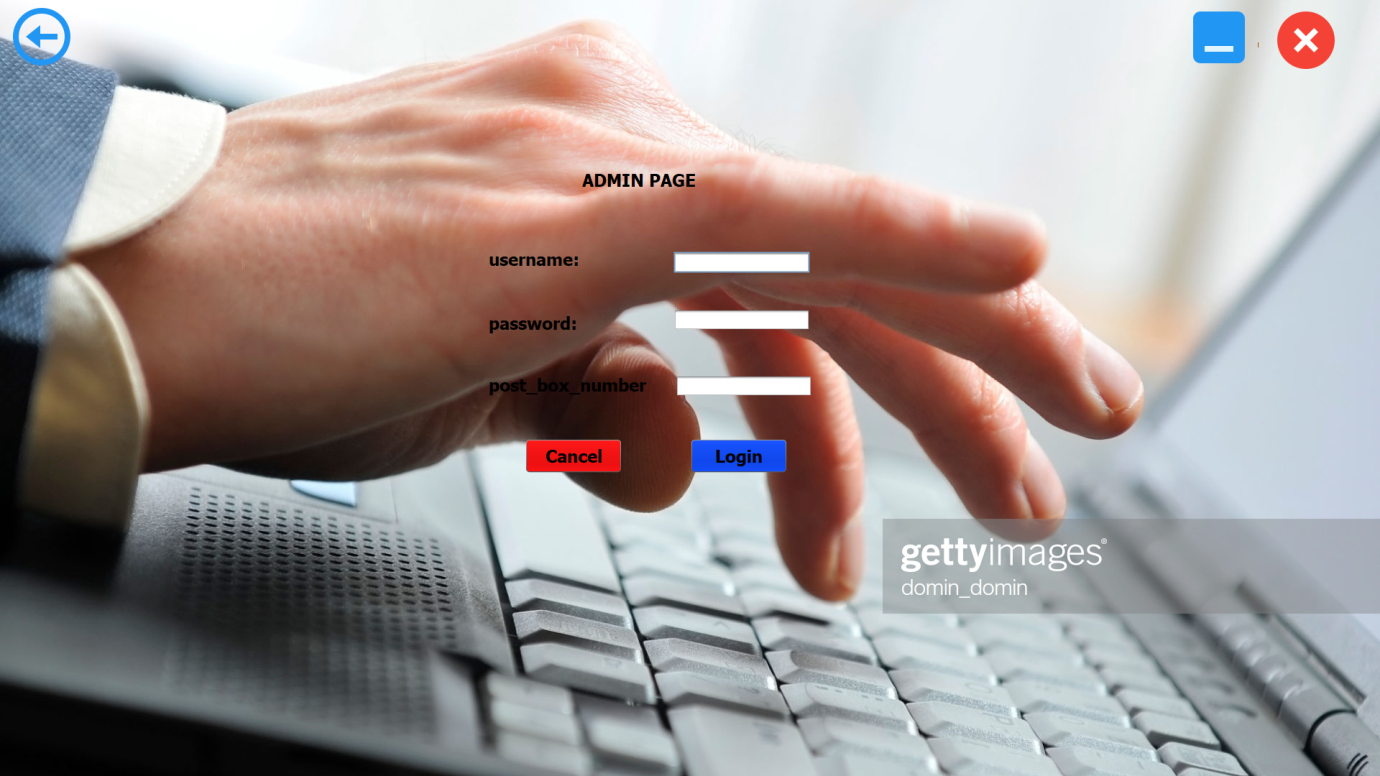 ADMIN PAGE
username:
password:
post_box_number
Cancel
Login
gettyimages®
domin_domin